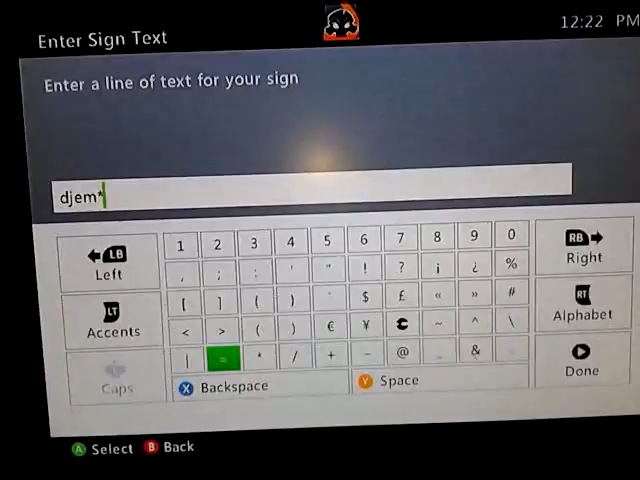 Enter Sign Text
12:22 PM
Enter a line of text for your sign
djem*
LB
Left
1 2 3 4 5 6 7 8 9 0
RB
Right
, ; : ' " ! ? ¡ ¿ %
LT
Accents
[ ] { } ` $ £ « » #
RT
Alphabet
< > ( ) € ¥ ~ ^ \
Caps
| = * / + - @ _ &
Done
X Backspace
Y Space
A Select B Back